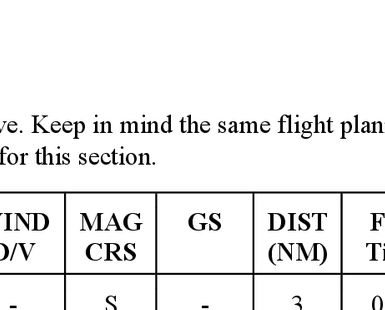 ve. Keep in mind the same flight plan
for this section.
IND MAG GS DIST F
D/V CRS (NM) Ti
- S - 3 0